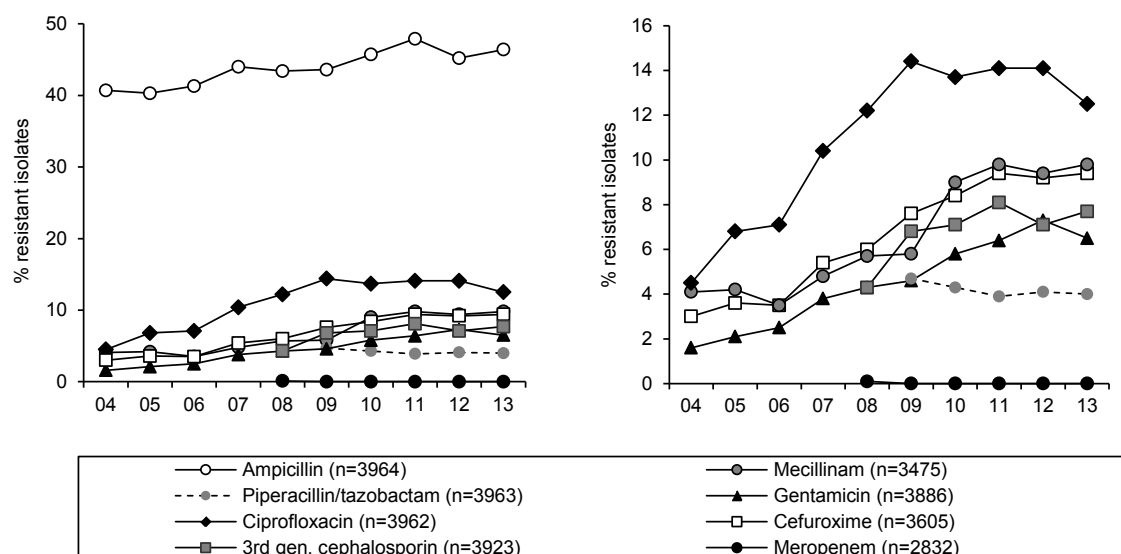 % resistant isolates
50
40
30
20
10
0
04 05 06 07 08 09 10 11 12 13
% resistant isolates
16
14
12
10
8
6
4
2
0
04 05 06 07 08 09 10 11 12 13
Ampicillin (n=3964)
Mecillinam (n=3475)
Piperacillin/tazobactam (n=3963)
Gentamicin (n=3886)
Ciprofloxacin (n=3962)
Cefuroxime (n=3605)
3rd gen. cephalosporin (n=3923)
Meropenem (n=2832)